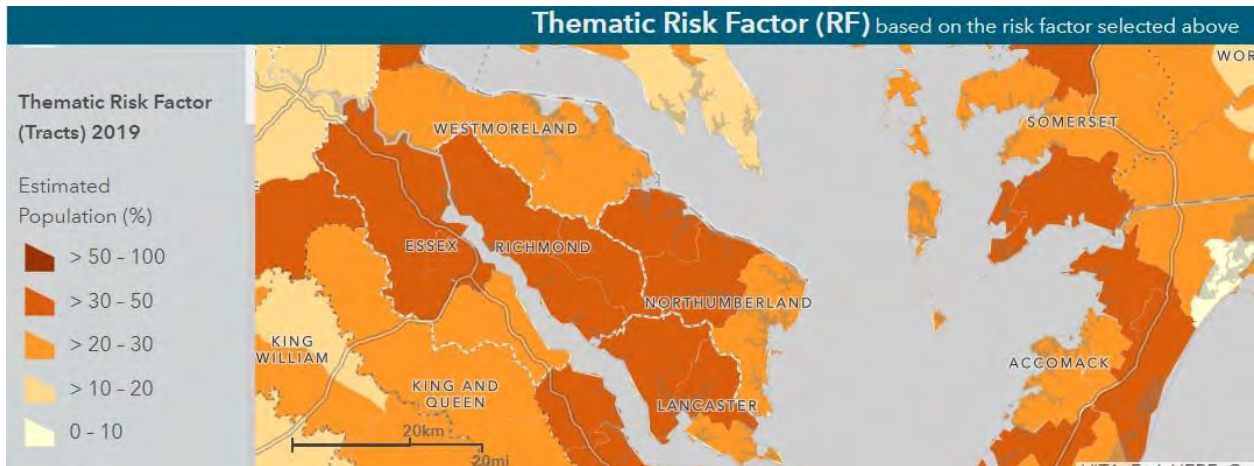 Thematic Risk Factor (RF) based on the risk factor selected above
Thematic Risk Factor
(Tracts) 2019
Estimated
Population (%)
> 50 - 100
> 30 - 50
> 20 - 30
> 10 - 20
0 - 10
WOR
WESTMORELAND
SOMERSET
ESSEX
RICHMOND
NORTHUMBERLAND
KING
WILLIAM
ACCOMACK
KING AND
QUEEN
LANCASTER
20km
20mi